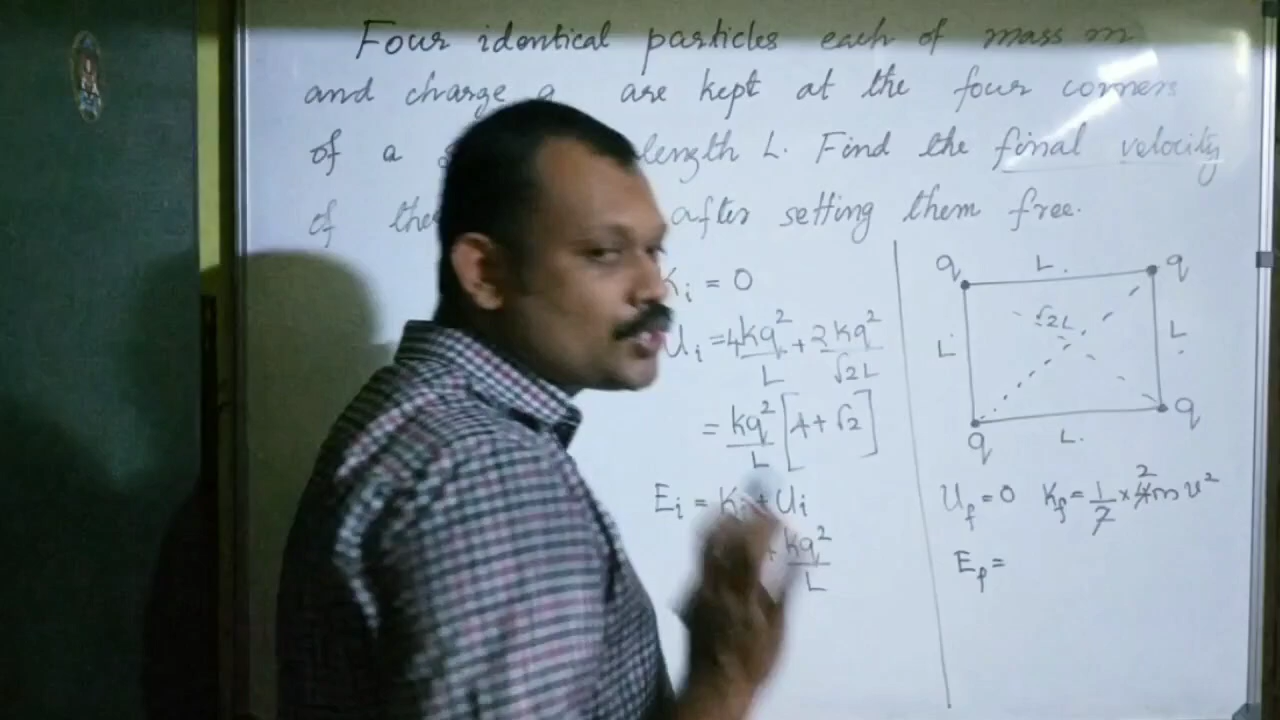 Four identical particles each of mass m
and charge q are kept at the four corners
of a length L. Find the final velocity
of after setting them free.
Ki = 0
Ui = 4kq²/L + 2kq²/√2L
= kq²/L [4+√2]
Ei = Ki + Ui
+ kq²/L
q L q
L √2L L
q L q
Uf = 0 Kf = 1/2 × 4mv² 2
Ef =